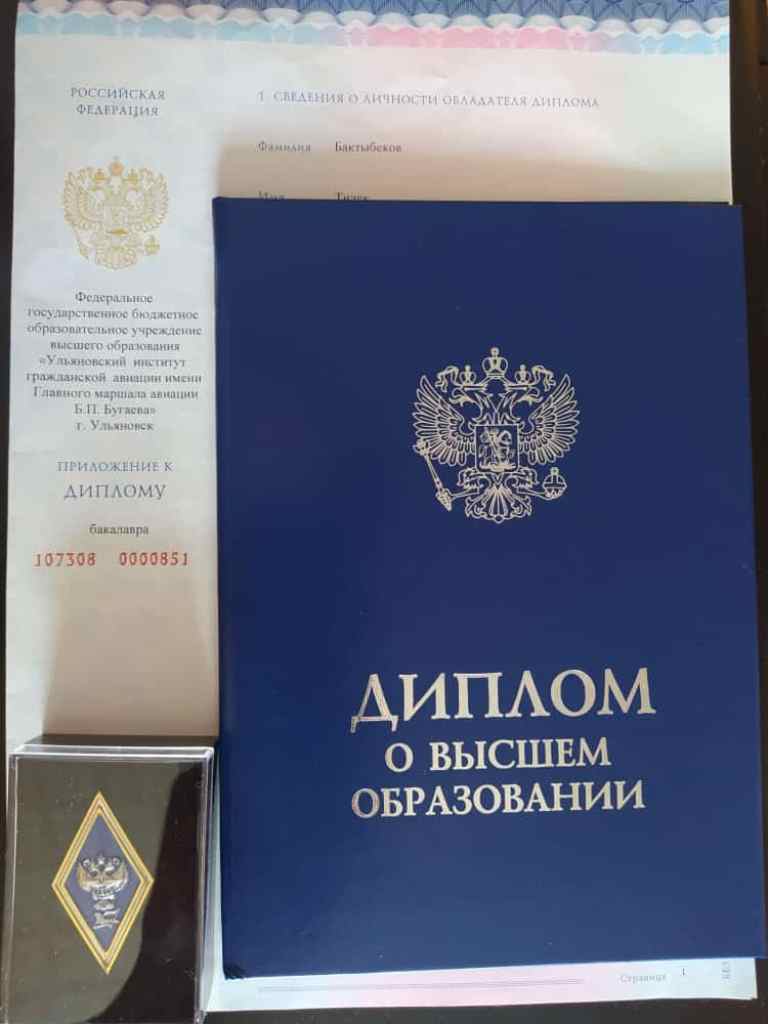 РОССИЙСКАЯ
ФЕДЕРАЦИЯ
Федеральное
государственное бюджетное
образовательное учреждение
высшего образования
«Ульяновский институт
гражданской авиации имени
Главного маршала авиации
Б.П. Бугаева»
г. Ульяновск
ПРИЛОЖЕНИЕ К
ДИПЛОМУ
бакалавра
107308 0000851
1. СВЕДЕНИЯ О ЛИЧНОСТИ ОБЛАДАТЕЛЯ ДИПЛОМА
Фамилия Бактыбеков
Имя
ДИПЛОМ
О ВЫСШЕМ
ОБРАЗОВАНИИ
Страница 1